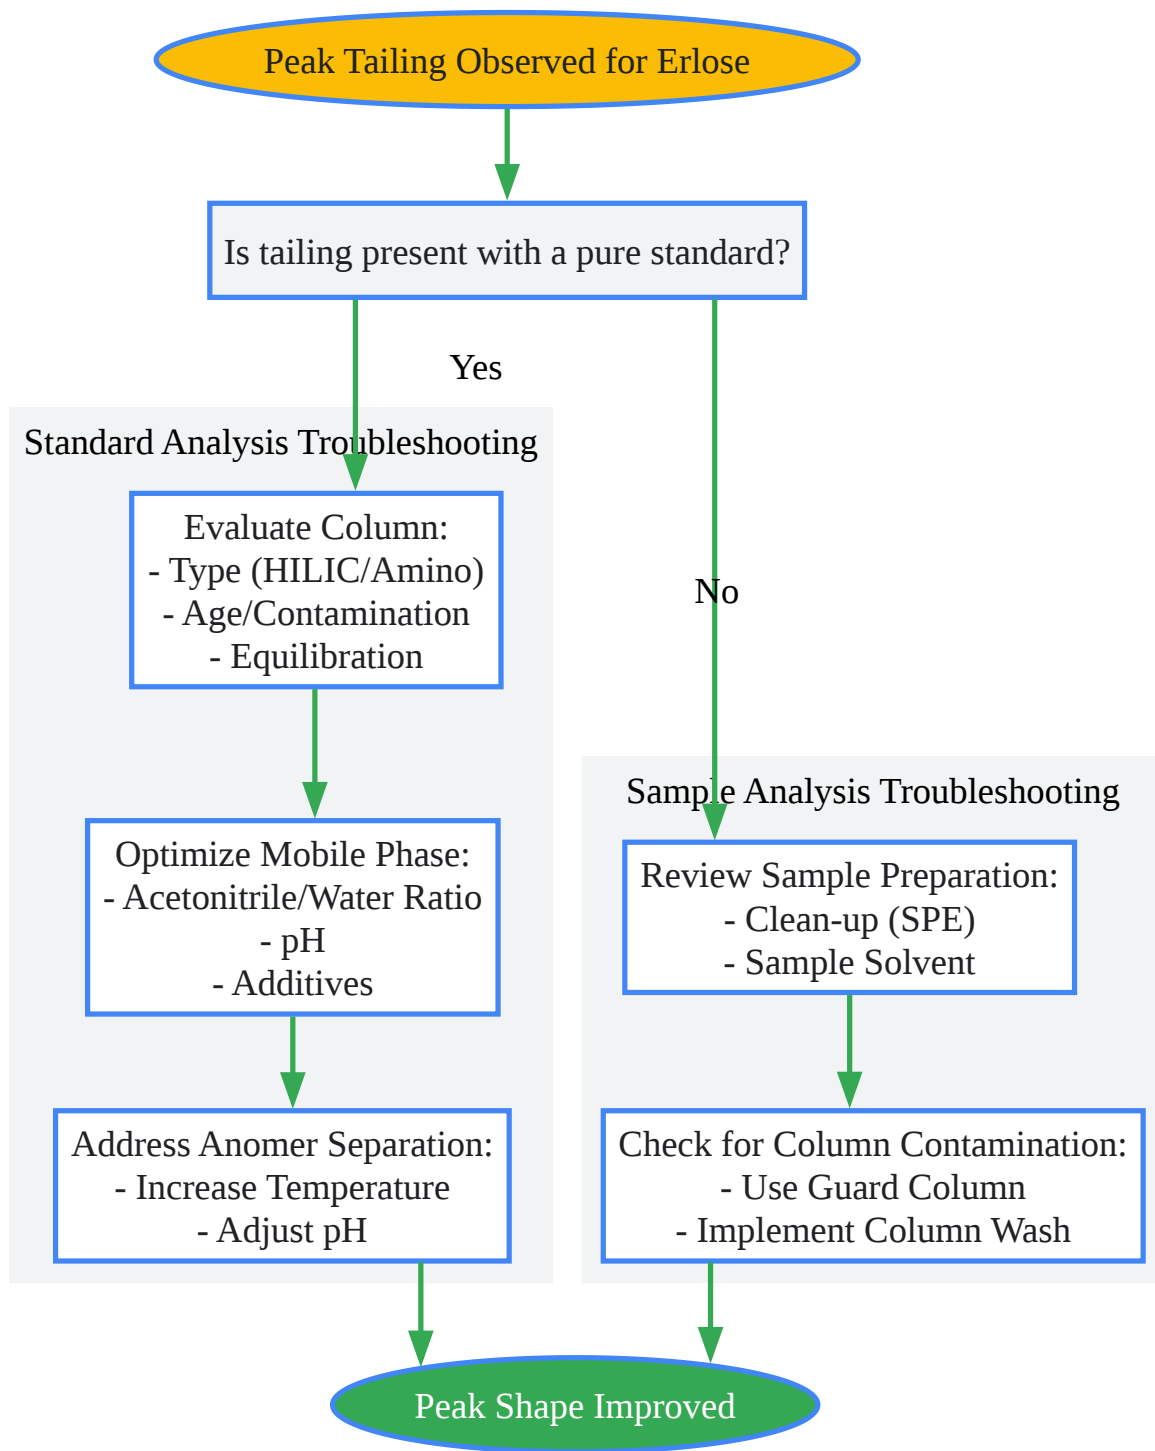 Peak Tailing Observed for Erlose
Is tailing present with a pure standard?
Yes
Standard Analysis Troubleshooting
Evaluate Column:
- Type (HILIC/Amino)
- Age/Contamination
- Equilibration
No
Optimize Mobile Phase:
- Acetonitrile/Water Ratio
- pH
- Additives
Address Anomer Separation:
- Increase Temperature
- Adjust pH
Sample Analysis Troubleshooting
Review Sample Preparation:
- Clean-up (SPE)
- Sample Solvent
Check for Column Contamination:
- Use Guard Column
- Implement Column Wash
Peak Shape Improved